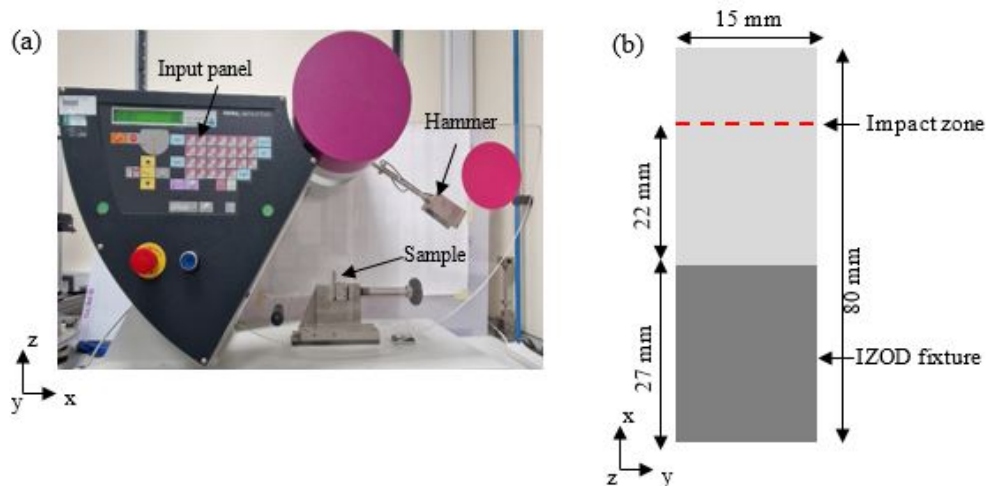 (a)
Input panel
Hammer
Sample
z
y
x
(b)
15 mm
Impact zone
22 mm
80 mm
27 mm
IZOD fixture
x
z
y